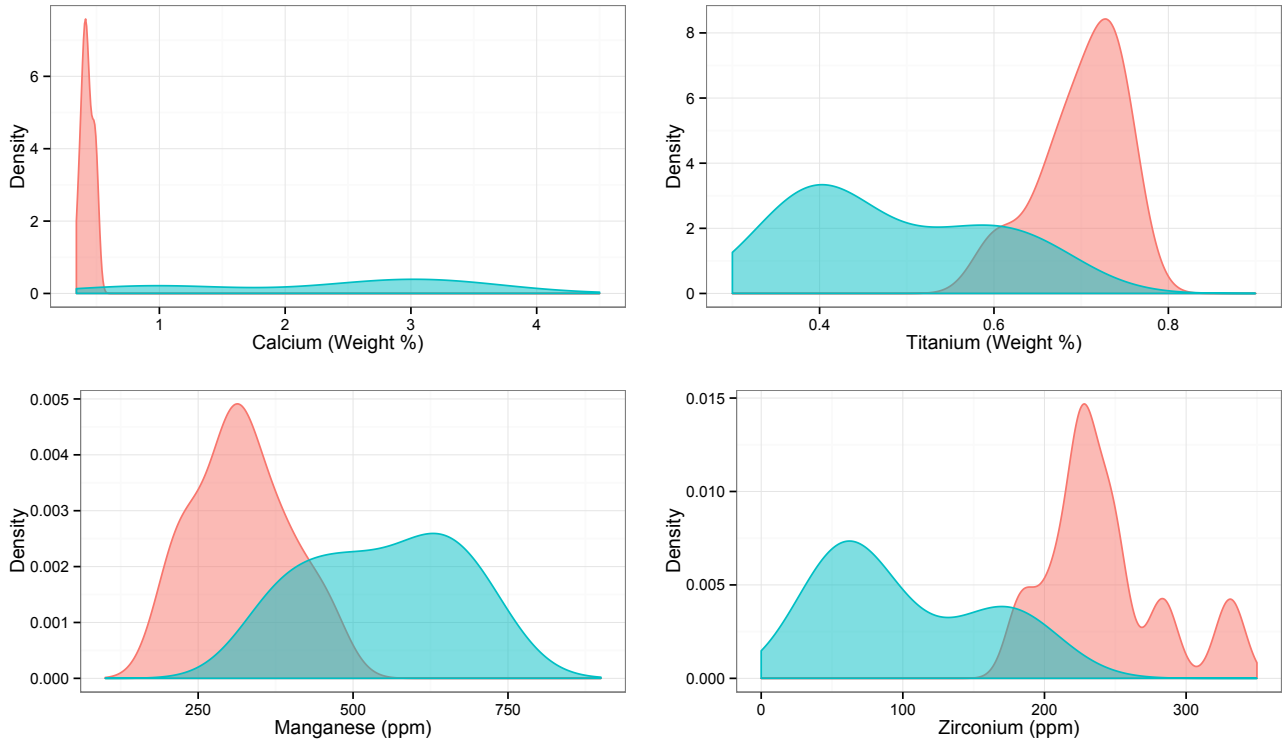 Density
6
4
2
0
1 2 3 4
Calcium (Weight %)
Density
8
6
4
2
0
0.4 0.6 0.8
Titanium (Weight %)
Density
0.005
0.004
0.003
0.002
0.001
0.000
250 500 750
Manganese (ppm)
Density
0.015
0.010
0.005
0.000
0 100 200 300
Zirconium (ppm)